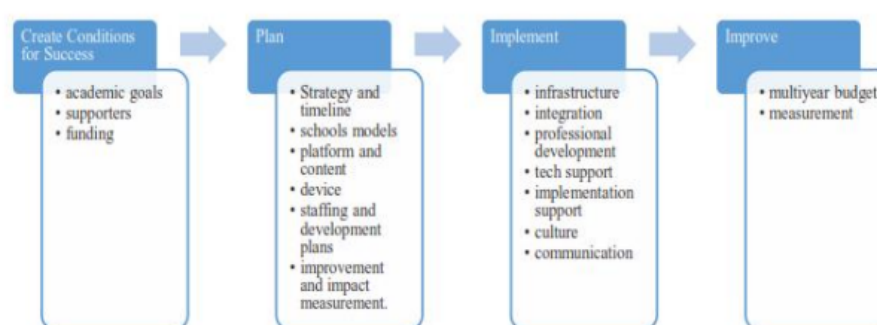 Create Conditions
for Success
• academic goals
• supporters
• funding
Plan
• Strategy and
timeline
• schools models
• platform and
content
• device
• staffing and
development
plans
• improvement
and impact
measurement.
Implement
• infrastructure
• integration
• professional
development
• tech support
• implementation
support
• culture
• communication
Improve
• multiyear budget
• measurement